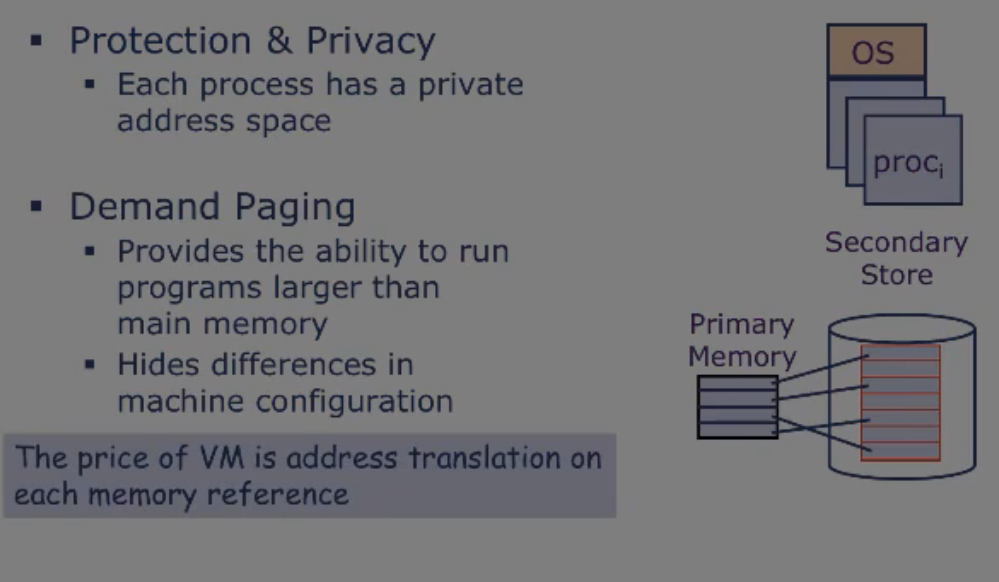 ▪ Protection & Privacy
▪ Each process has a private
address space
▪ Demand Paging
▪ Provides the ability to run
programs larger than
main memory
▪ Hides differences in
machine configuration
The price of VM is address translation on
each memory reference
OS
proci
Secondary
Store
Primary
Memory